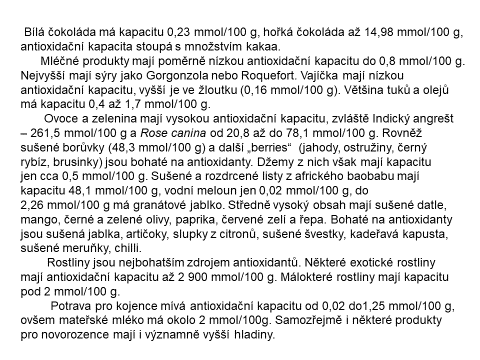 Bílá čokoláda má kapacitu 0,23 mmol/100 g, hořká čokoláda až 14,98 mmol/100 g,
antioxidační kapacita stoupá s množstvím kakaa.
Mléčné produkty mají poměrně nízkou antioxidační kapacitu do 0,8 mmol/100 g.
Nejvyšší mají sýry jako Gorgonzola nebo Roquefort. Vajíčka mají nízkou
antioxidační kapacitu, vyšší je ve žloutku (0,16 mmol/100 g). Většina tuků a olejů
má kapacitu 0,4 až 1,7 mmol/100 g.
Ovoce a zelenina mají vysokou antioxidační kapacitu, zvláště Indický angrešt
– 261,5 mmol/100 g a Rose canina od 20,8 až do 78,1 mmol/100 g. Rovněž
sušené borůvky (48,3 mmol/100 g) a další „berries“ (jahody, ostružiny, černý
rybíz, brusinky) jsou bohaté na antioxidanty. Džemy z nich však mají kapacitu
jen cca 0,5 mmol/100 g. Sušené a rozdrcené listy z afrického baobabu mají
kapacitu 48,1 mmol/100 g, vodní meloun jen 0,02 mmol/100 g, do
2,26 mmol/100 g má granátové jablko. Středně vysoký obsah mají sušené datle,
mango, černé a zelené olivy, paprika, červené zelí a řepa. Bohaté na antioxidanty
jsou sušená jablka, artičoky, slupky z citronů, sušené švestky, kadeřavá kapusta,
sušené meruňky, chilli.
Rostliny jsou nejbohatším zdrojem antioxidantů. Některé exotické rostliny
mají antioxidační kapacitu až 2 900 mmol/100 g. Málokteré rostliny mají kapacitu
pod 2 mmol/100 g.
Potrava pro kojence mívá antioxidační kapacitu od 0,02 do1,25 mmol/100 g,
ovšem mateřské mléko má okolo 2 mmol/100g. Samozřejmě i některé produkty
pro novorozence mají i významně vyšší hladiny.